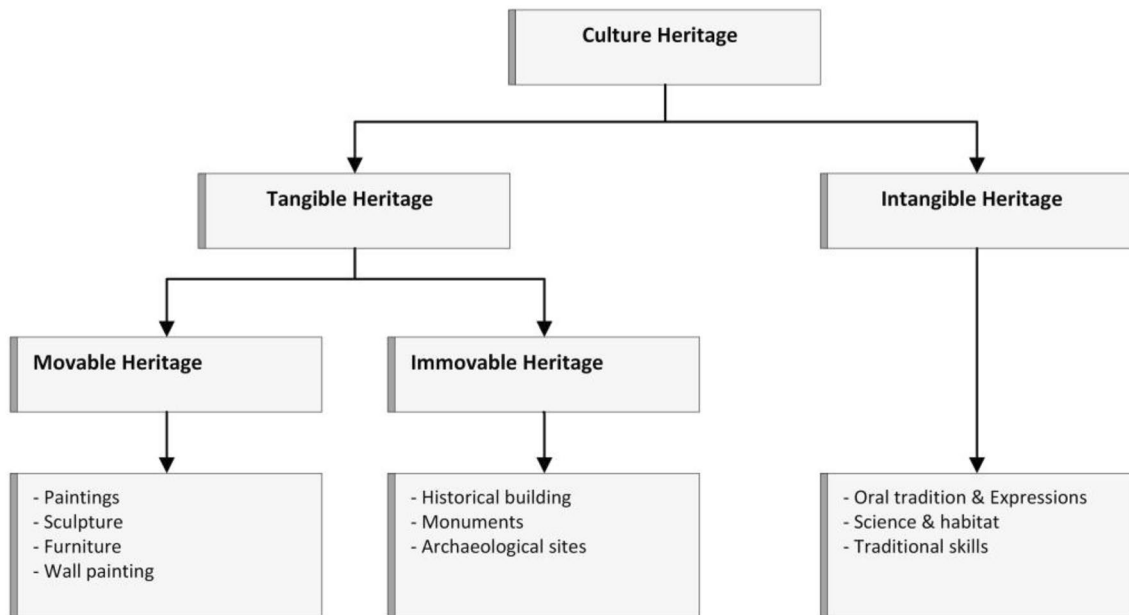 Culture Heritage
Tangible Heritage
Intangible Heritage
Movable Heritage
Immovable Heritage
- Paintings
- Sculpture
- Furniture
- Wall painting
- Historical building
- Monuments
- Archaeological sites
- Oral tradition & Expressions
- Science & habitat
- Traditional skills